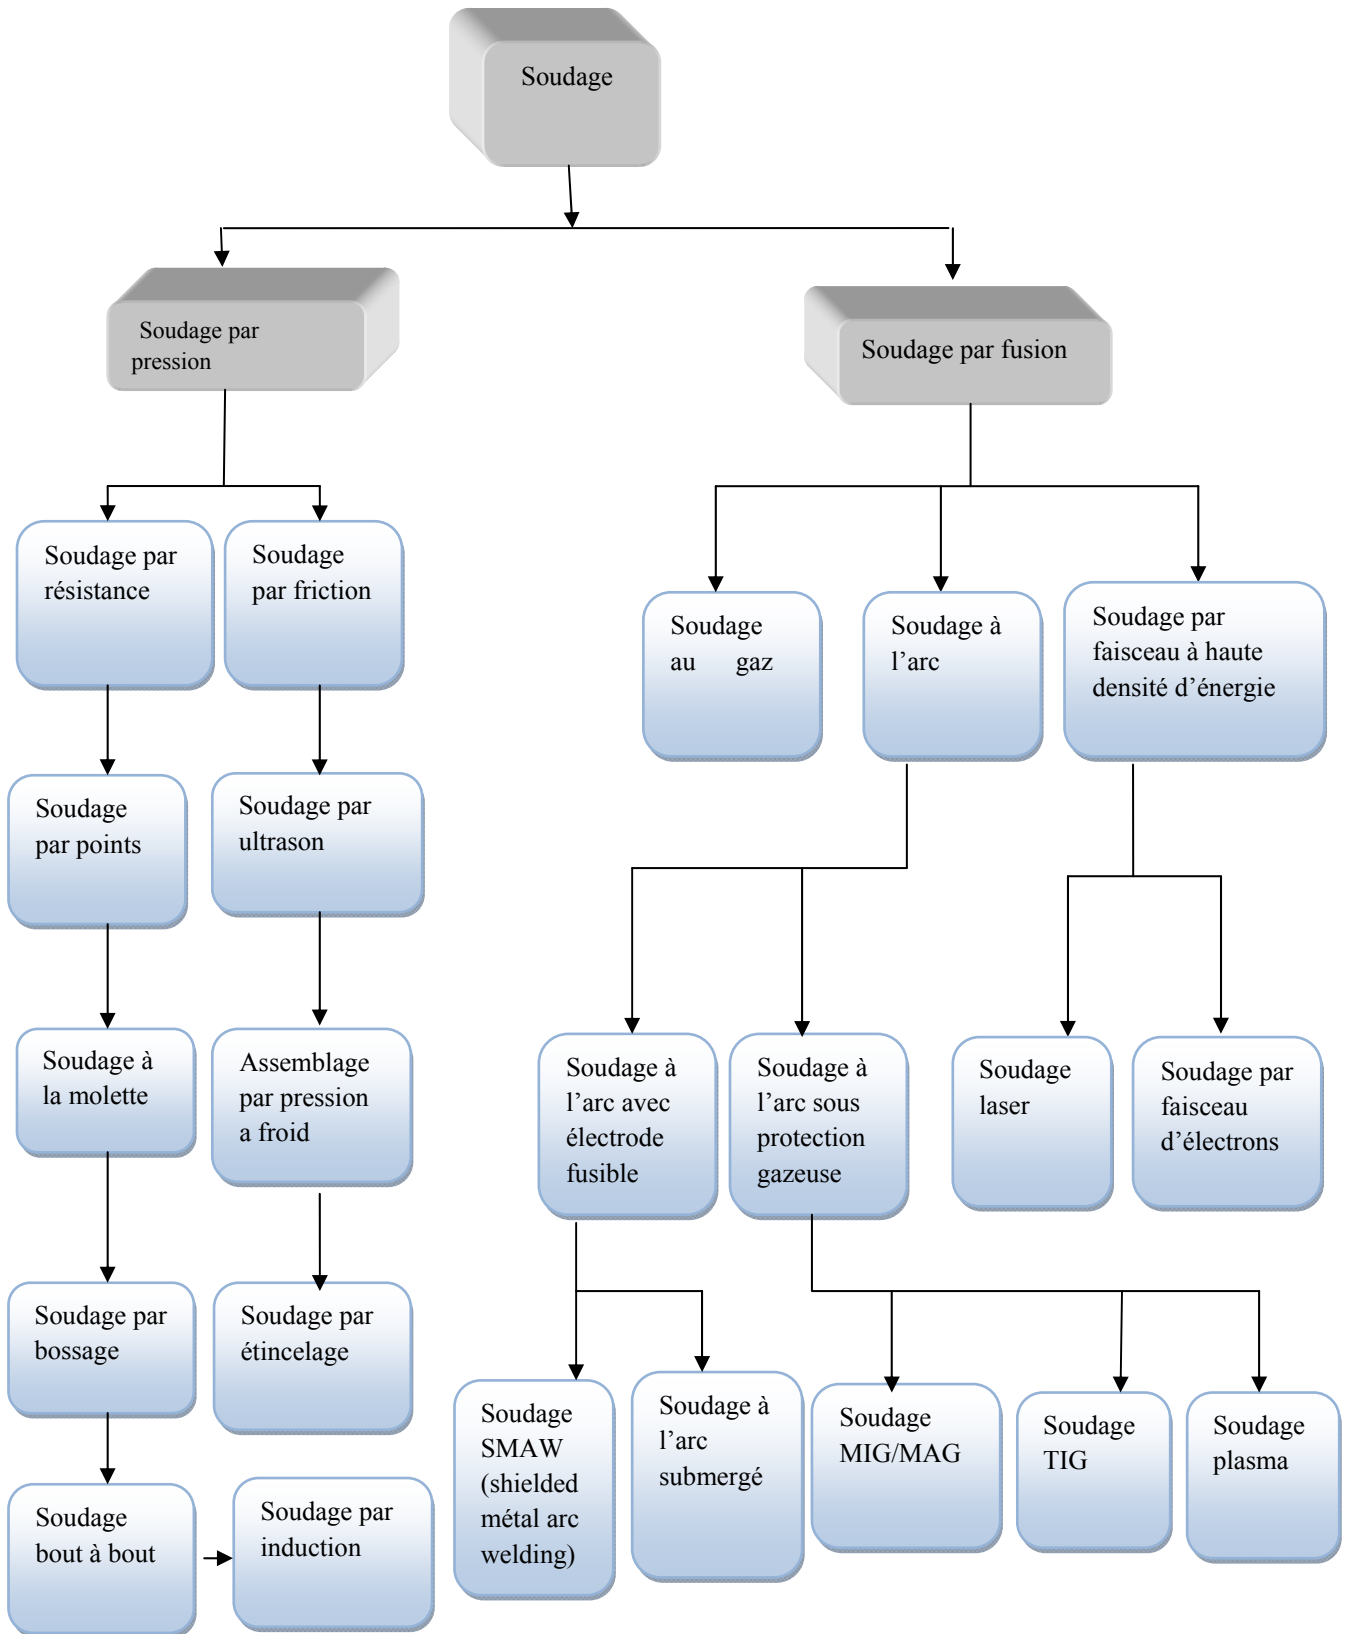 Soudage
Soudage par
pression
Soudage par fusion
Soudage par
résistance
Soudage
par friction
Soudage
au gaz
Soudage à
l’arc
Soudage par
faisceau à haute
densité d’énergie
Soudage
par points
Soudage par
ultrason
Soudage à
la molette
Assemblage
par pression
a froid
Soudage à
l’arc avec
électrode
fusible
Soudage à
l’arc sous
protection
gazeuse
Soudage
laser
Soudage par
faisceau
d’électrons
Soudage par
bossage
Soudage par
étincelage
Soudage
SMAW
(shielded
métal arc
welding)
Soudage à
l’arc
submergé
Soudage
MIG/MAG
Soudage
TIG
Soudage
plasma
Soudage
bout à bout
Soudage par
induction